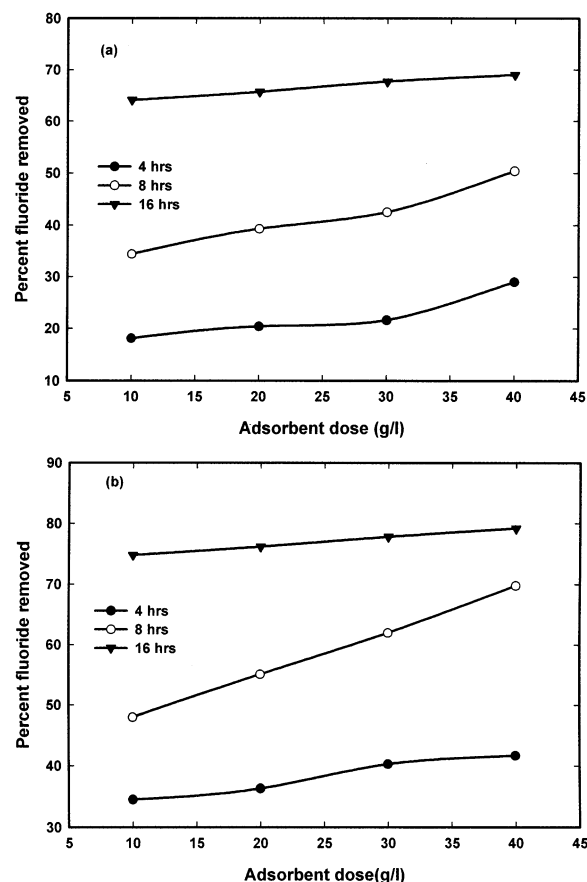 80
(a)
70
60
50
40
30
20
10
Percent fluoride removed
4 hrs
8 hrs
16 hrs
5 10 15 20 25 30 35 40 45
Adsorbent dose (g/l)
90
(b)
80
70
60
50
40
30
Percent fluoride removed
4 hrs
8 hrs
16 hrs
5 10 15 20 25 30 35 40 45
Adsorbent dose(g/l)